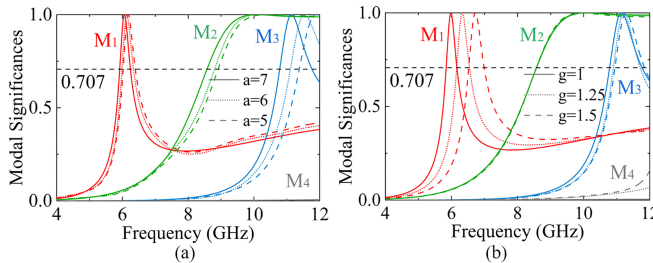 1.0
M1
M2
M3
0.707
Modal Significances
0.5
a=7
a=6
a=5
M4
0.0
4 6 8 10 12
Frequency (GHz)
(a)
1.0
M1
M2
0.707
M3
Modal Significances
0.5
g=1
g=1.25
g=1.5
M4
0.0
4 6 8 10 12
Frequency (GHz)
(b)